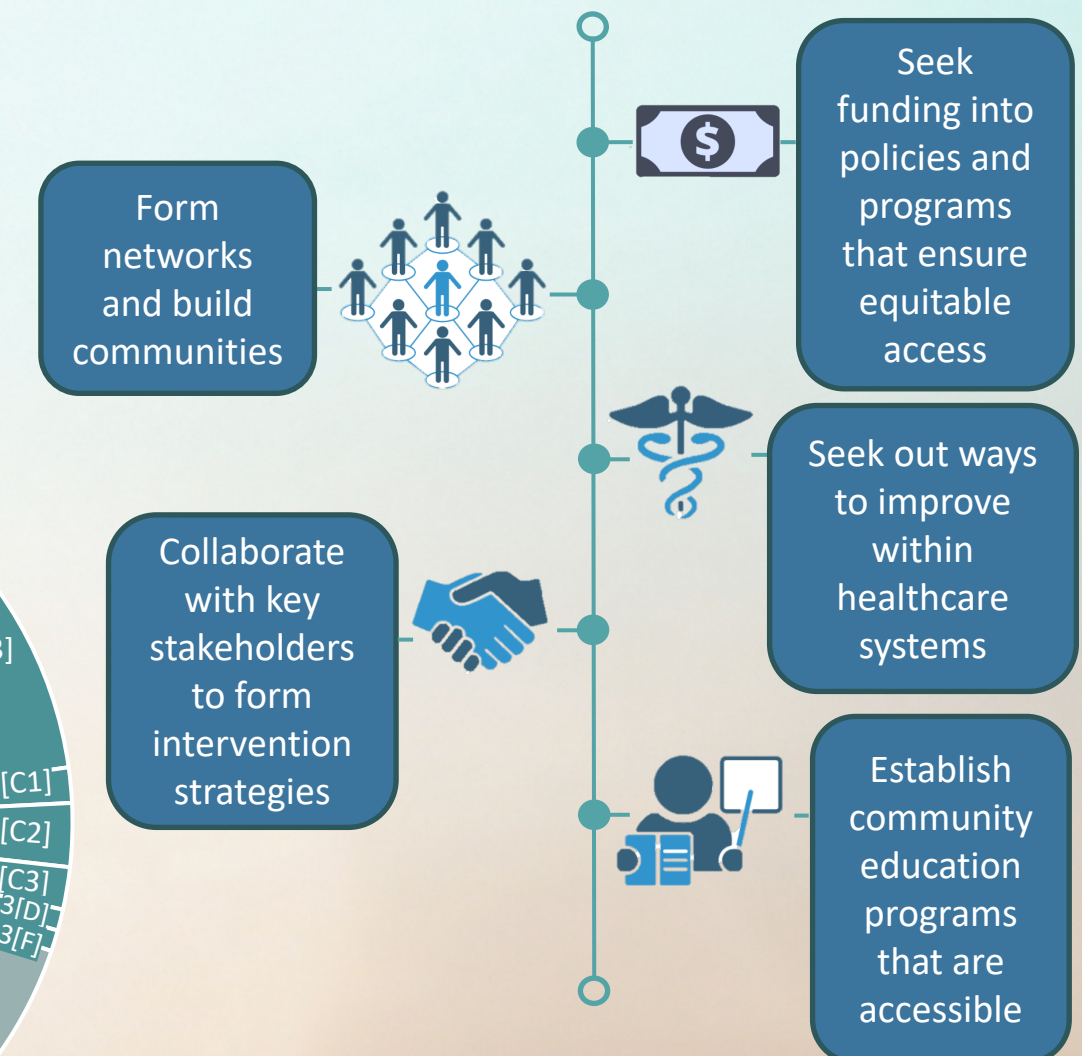 Seek
funding into
policies and
programs
that ensure
equitable
access
Form
networks
and build
communities
$
Seek out ways
to improve
within
healthcare
systems
Collaborate
with key
stakeholders
to form
intervention
strategies
Establish
community
education
programs
that are
accessible
[C1]
[C2]
[C3]
3[D]
3[F]